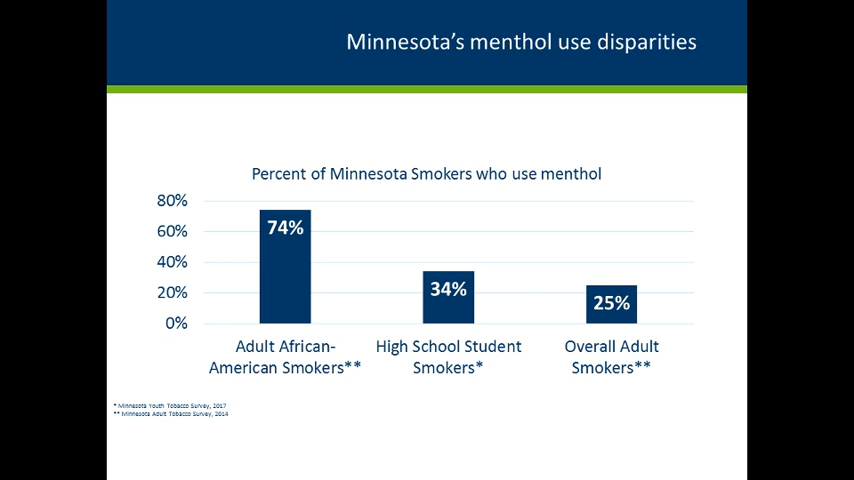 Minnesota's menthol use disparities
Percent of Minnesota Smokers who use menthol
80%
60%
40%
20%
0%
74%
34%
25%
Adult African-
American Smokers**
High School Student
Smokers*
Overall Adult
Smokers**
* Minnesota Youth Tobacco Survey, 2017
** Minnesota Adult Tobacco Survey, 2014